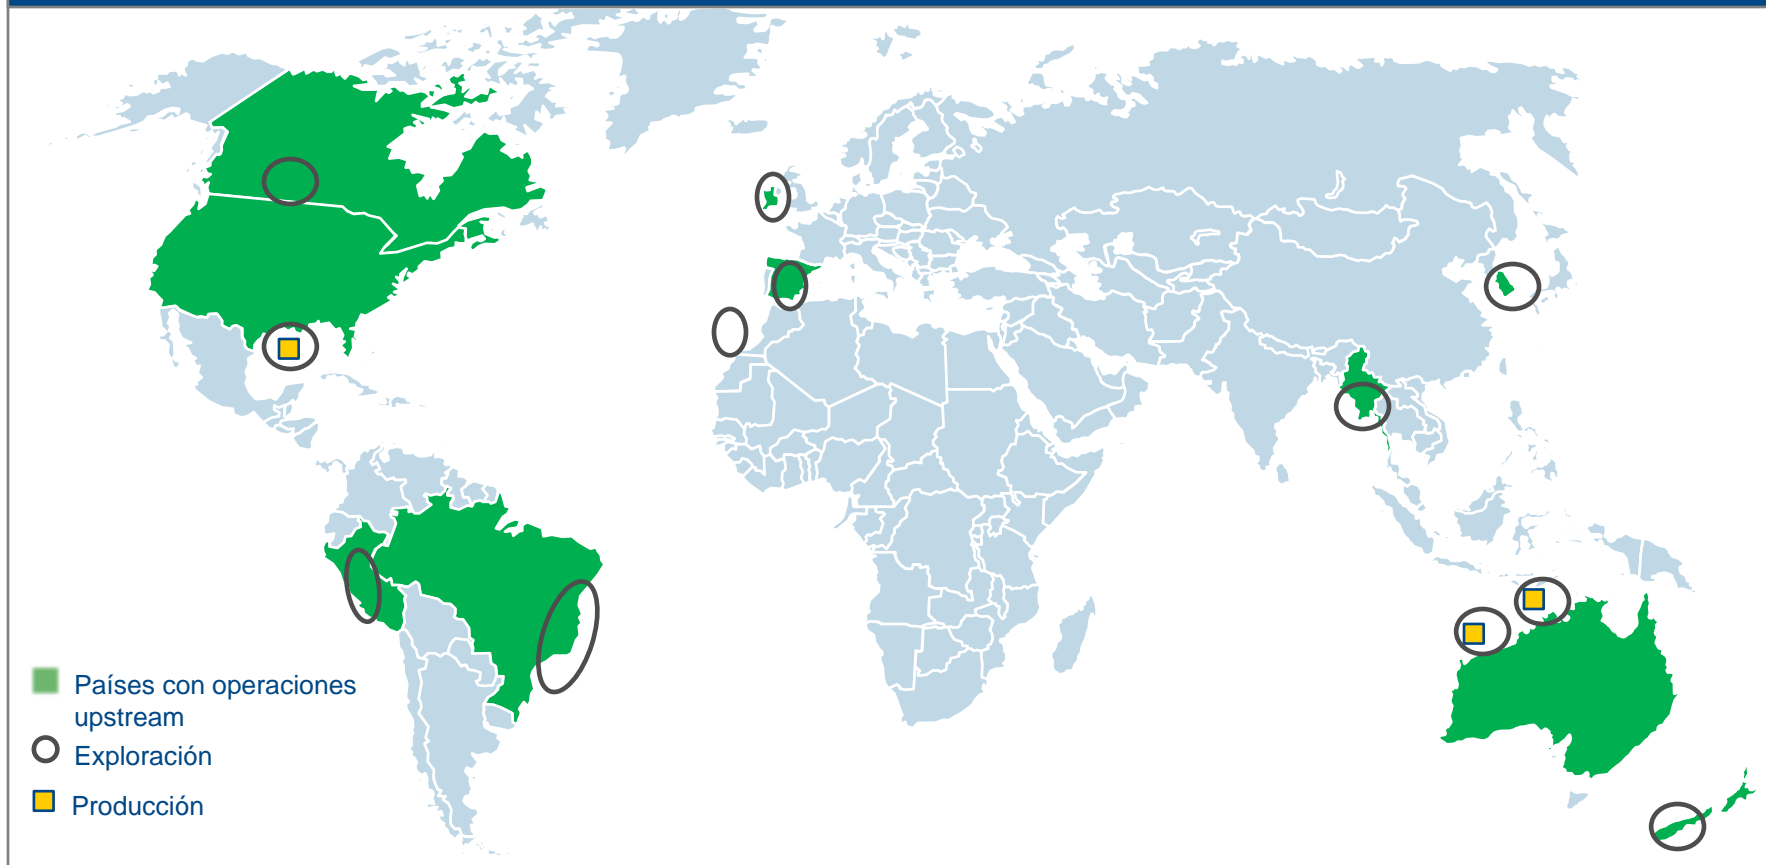 Países con operaciones
upstream
Exploración
Producción